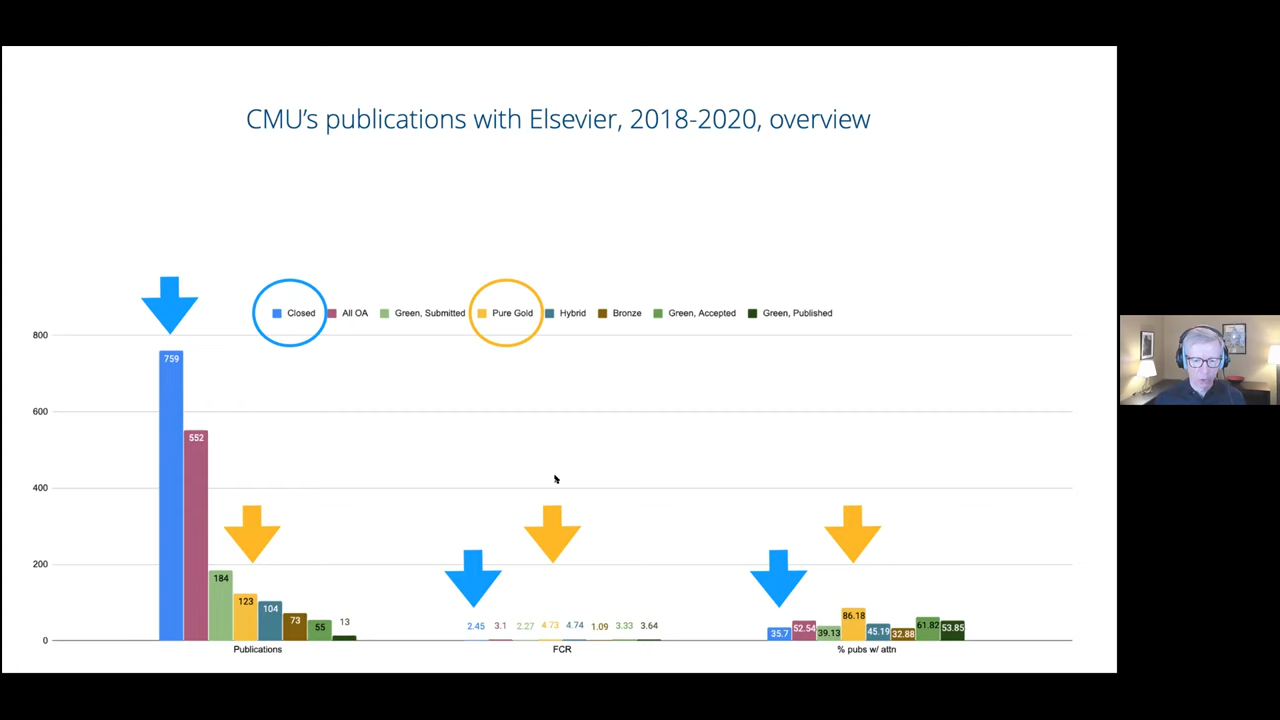 CMU's publications with Elsevier, 2018-2020, overview
Closed All OA Green, Submitted Pure Gold Hybrid Bronze Green, Accepted Green, Published
800
600
400
200
0
759
552
184
123
104
73
55
13
2.45 3.1 2.27 4.73 4.74 1.09 3.33 3.64
35.7 52.54 39.13 86.18 45.19 32.88 61.82 53.85
Publications FCR % pubs w/ attn